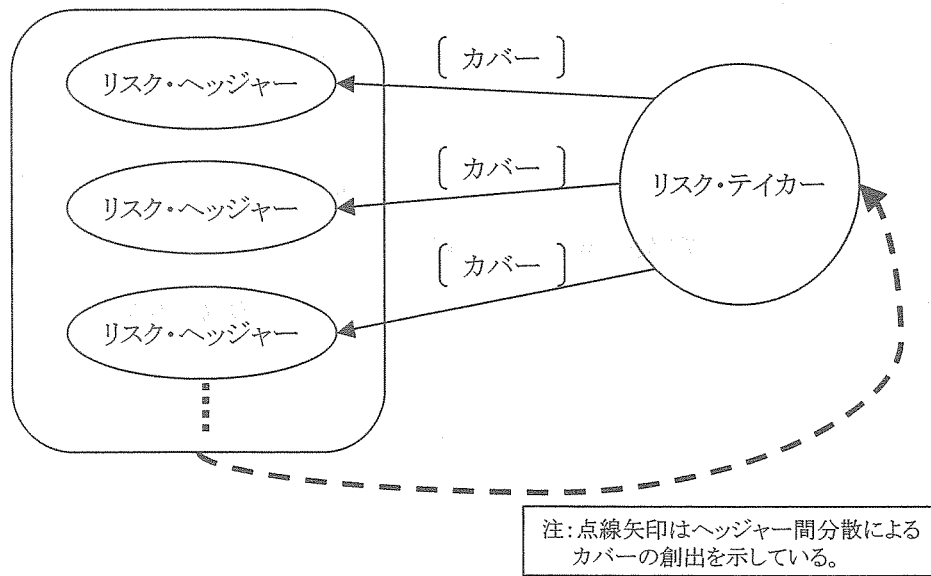 〔 カバー 〕
リスク・ヘッジャー
〔 カバー 〕
リスク・テイカー
リスク・ヘッジャー
〔 カバー 〕
リスク・ヘッジャー
注：点線矢印はヘッジャー間分散による
カバーの創出を示している。